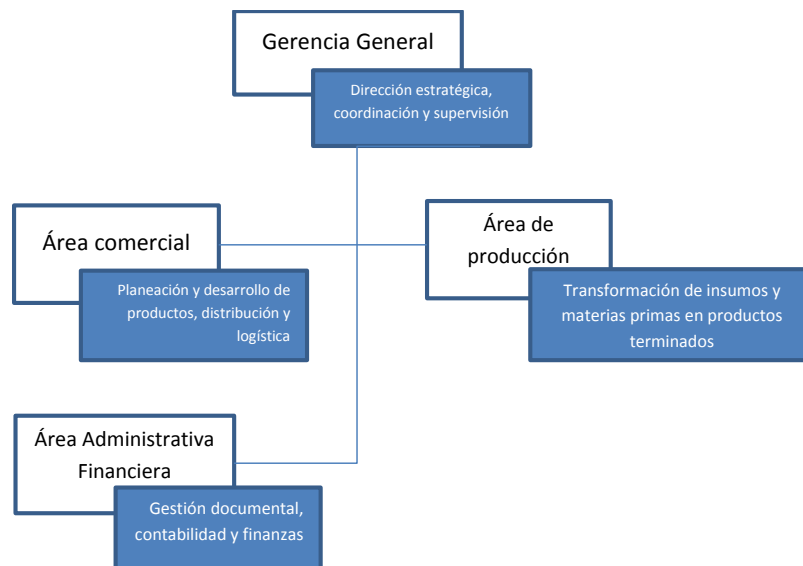 Gerencia General
Dirección estratégica,
coordinación y supervisión
Área comercial
Planeación y desarrollo de
productos, distribución y
logística
Área de
producción
Transformación de insumos y
materias primas en productos
terminados
Área Administrativa
Financiera
Gestión documental,
contabilidad y finanzas